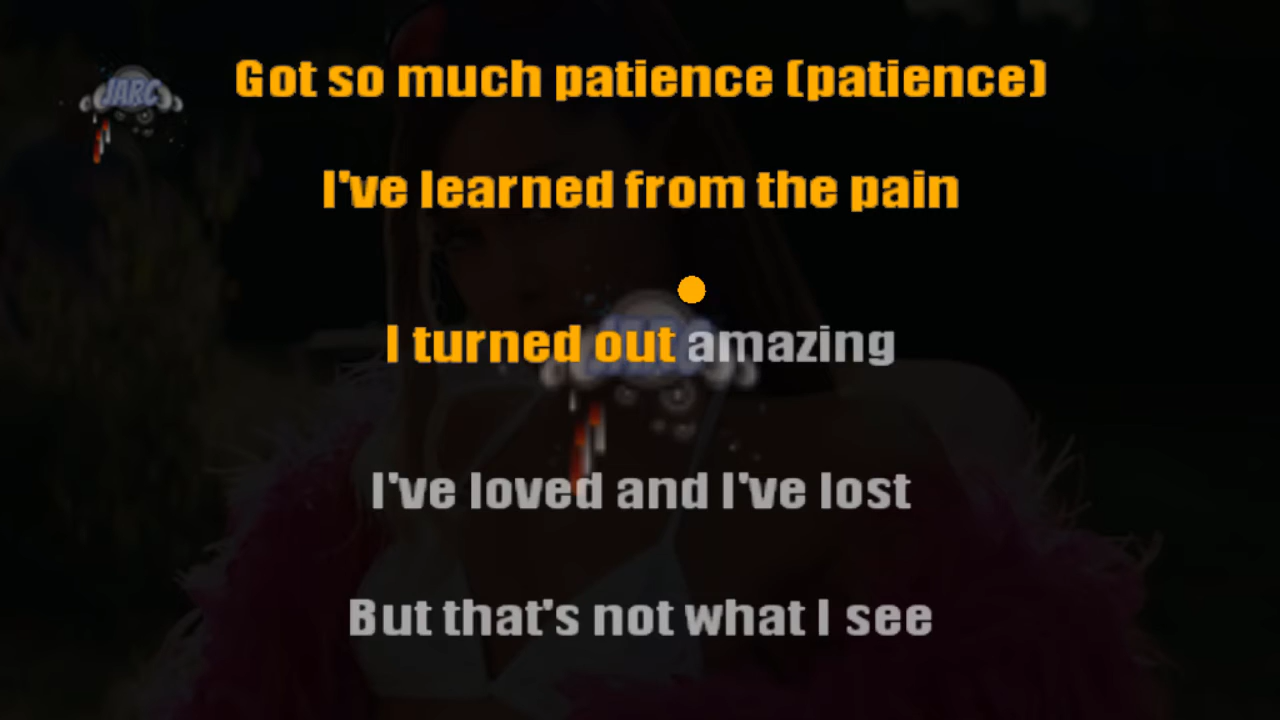 JARC
Got so much patience (patience)
I've learned from the pain
I turned out amazing
I've loved and I've lost
But that's not what I see